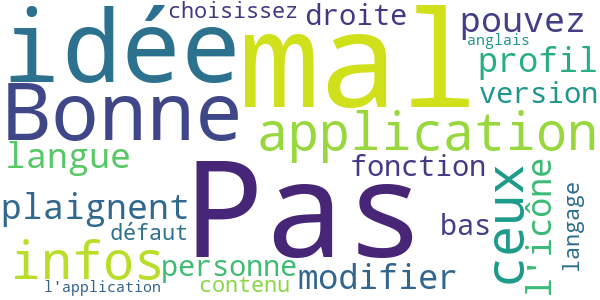 choisissez
droite
pouvez
idée
mal
anglais
profil
Bonne
version
application
langue
Pas
fonction
ceux
l'icône
langage
plaignent
bas
défaut
infos
personne
modifier
l'application
contenu